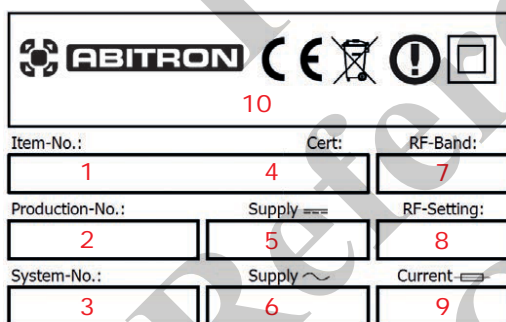 ABITRON CE
10
Item-No.: Cert: RF-Band:
1 4 7
Production-No.: Supply RF-Setting:
2 5 8
System-No.: Supply Current
3 6 9